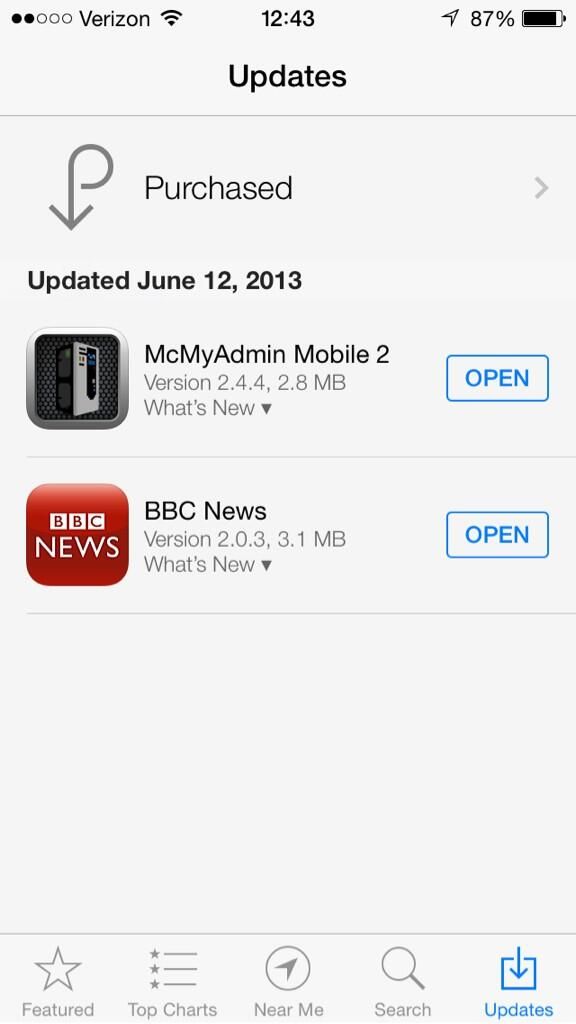 Verizon 12:43 87%
Updates
Purchased
Updated June 12, 2013
McMyAdmin Mobile 2
Version 2.4.4, 2.8 MB
What's New ▾
OPEN
BBC
NEWS
BBC News
Version 2.0.3, 3.1 MB
What's New ▾
OPEN
Featured Top Charts Near Me Search Updates